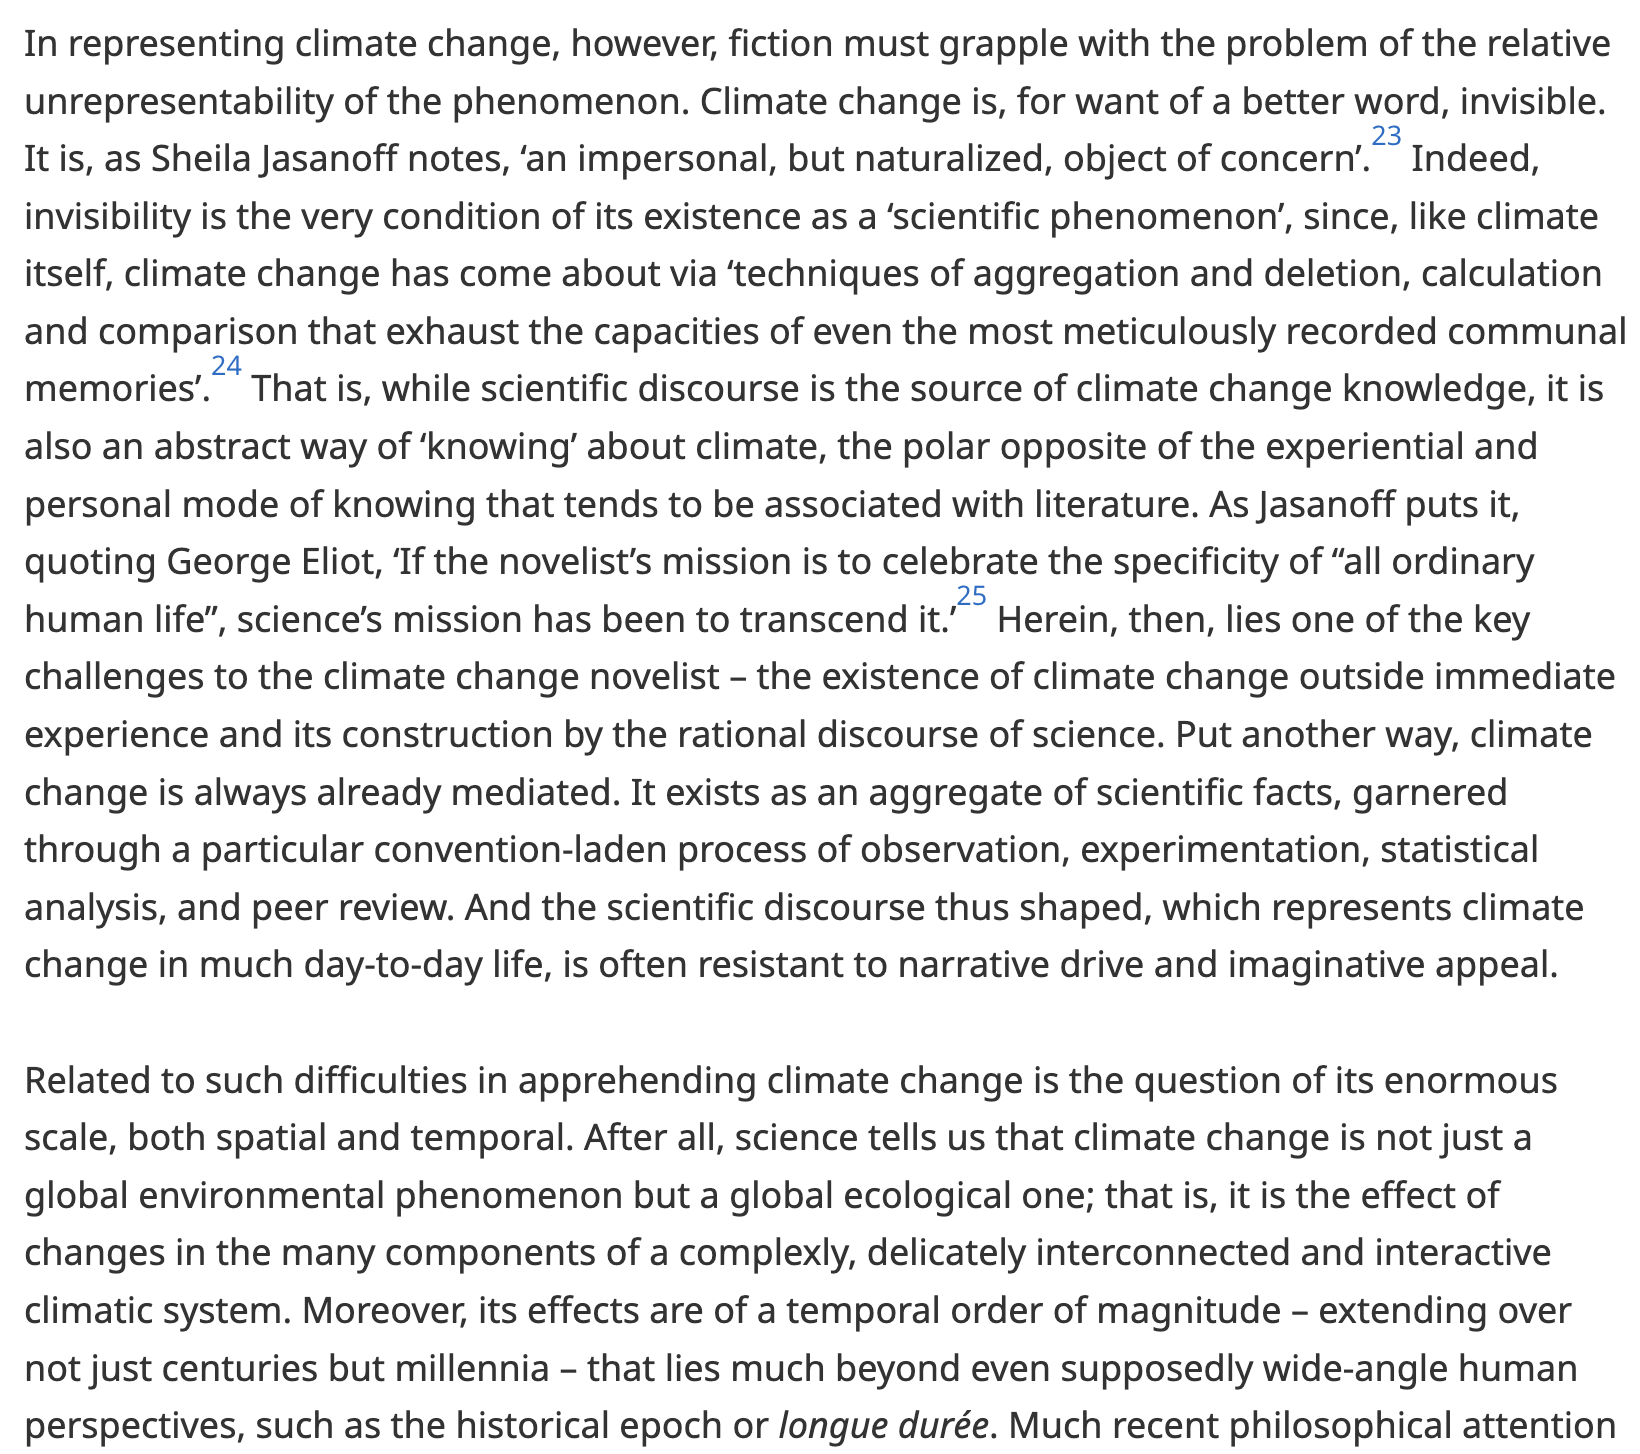 In representing climate change, however, fiction must grapple with the problem of the relative
unrepresentability of the phenomenon. Climate change is, for want of a better word, invisible.
It is, as Sheila Jasanoff notes, ‘an impersonal, but naturalized, object of concern’.23 Indeed,
invisibility is the very condition of its existence as a ‘scientific phenomenon’, since, like climate
itself, climate change has come about via ‘techniques of aggregation and deletion, calculation
and comparison that exhaust the capacities of even the most meticulously recorded communal
memories’.24 That is, while scientific discourse is the source of climate change knowledge, it is
also an abstract way of ‘knowing’ about climate, the polar opposite of the experiential and
personal mode of knowing that tends to be associated with literature. As Jasanoff puts it,
quoting George Eliot, ‘If the novelist’s mission is to celebrate the specificity of “all ordinary
human life”, science’s mission has been to transcend it.’25 Herein, then, lies one of the key
challenges to the climate change novelist – the existence of climate change outside immediate
experience and its construction by the rational discourse of science. Put another way, climate
change is always already mediated. It exists as an aggregate of scientific facts, garnered
through a particular convention-laden process of observation, experimentation, statistical
analysis, and peer review. And the scientific discourse thus shaped, which represents climate
change in much day-to-day life, is often resistant to narrative drive and imaginative appeal.
Related to such difficulties in apprehending climate change is the question of its enormous
scale, both spatial and temporal. After all, science tells us that climate change is not just a
global environmental phenomenon but a global ecological one; that is, it is the effect of
changes in the many components of a complexly, delicately interconnected and interactive
climatic system. Moreover, its effects are of a temporal order of magnitude – extending over
not just centuries but millennia – that lies much beyond even supposedly wide-angle human
perspectives, such as the historical epoch or longue durée. Much recent philosophical attention